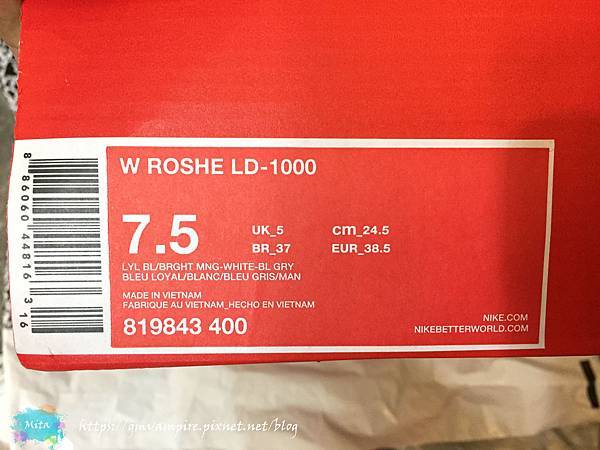 W ROSHE LD-1000
7.5
UK_5 cm_24.5
BR_37 EUR_38.5
LYL BL/BRGHT MNG-WHITE-BL GRY
BLEU LOYAL/BLANC/BLEU GRIS/MAN
MADE IN VIETNAM
FABRIQUE AU VIETNAM_HECHO EN VIETNAM
819843 400
NIKE.COM
NIKEBETTERWORLD.COM
8 86060 44816 3 16
Mita
https://qmvampire.pixnet.net/blog